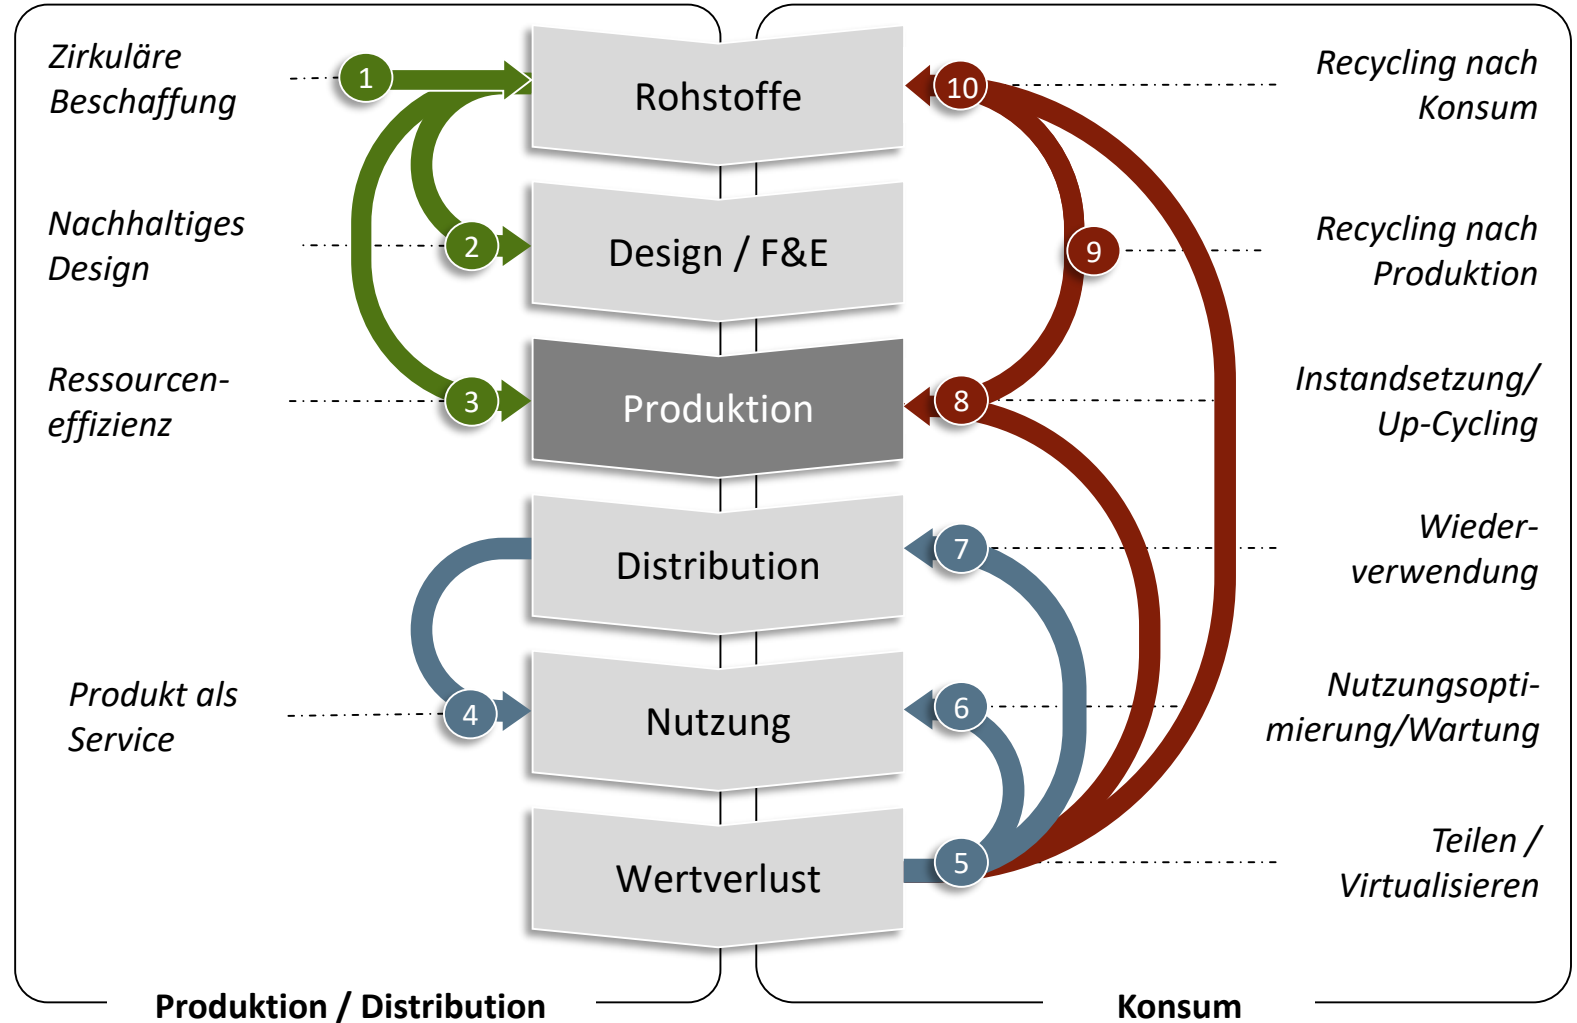 Zirkuläre
Beschaffung
1
Rohstoffe
10
Recycling nach
Konsum
Nachhaltiges
Design
2
Design / F&E
9
Recycling nach
Produktion
Ressourcen-
effizienz
3
Produktion
8
Instandsetzung/
Up-Cycling
Distribution
7
Wieder-
verwendung
Produkt als
Service
4
Nutzung
6
Nutzungsopti-
mierung/Wartung
Wertverlust
5
Teilen /
Virtualisieren
Produktion / Distribution
Konsum